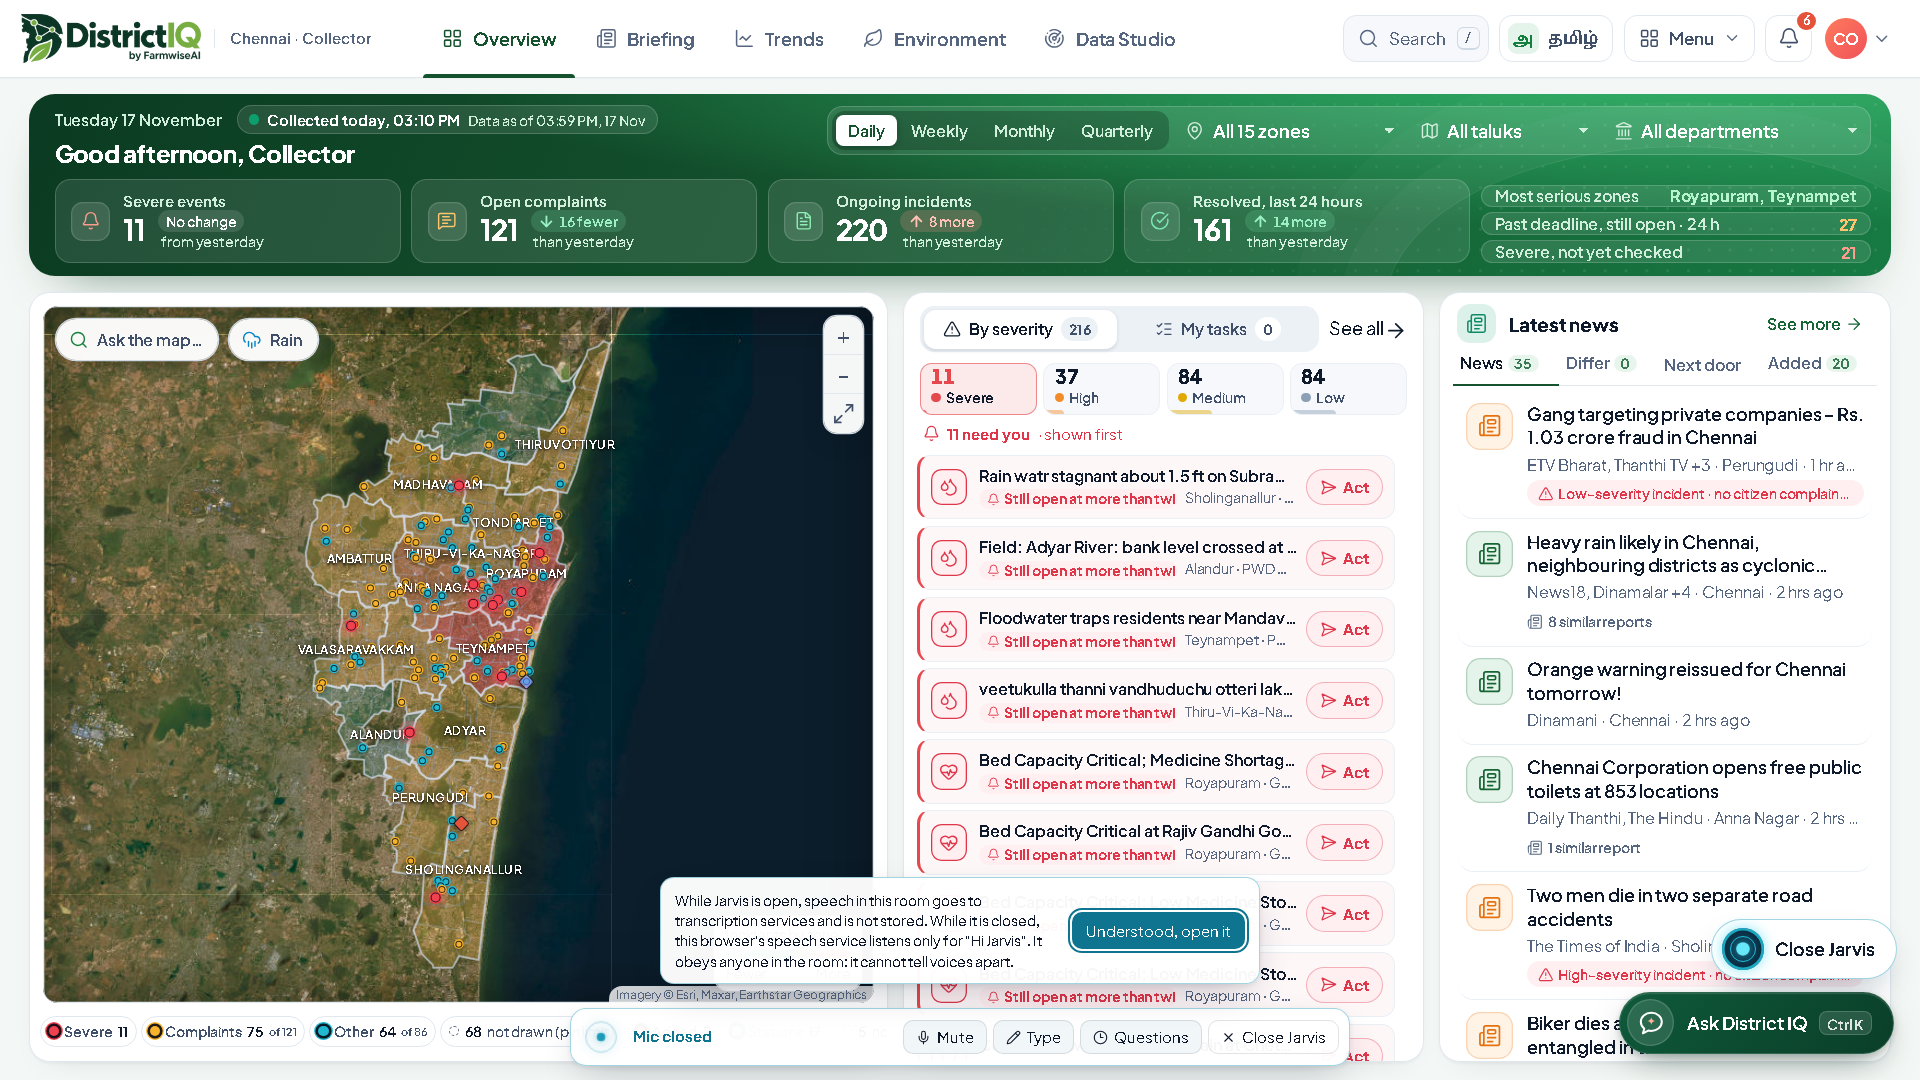 DistrictIQ
by FarmwiseAI
Chennai · Collector
Overview
Briefing
Trends
Environment
Data Studio
Search /
அ தமிழ்
Menu
6
CO
Tuesday 17 November
Collected today, 03:10 PM Data as of 03:59 PM, 17 Nov
Good afternoon, Collector
Daily Weekly Monthly Quarterly
All 15 zones
All taluks
All departments
Severe events
11 No change
from yesterday
Open complaints
121 ↓ 16 fewer
than yesterday
Ongoing incidents
220 ↑ 8 more
than yesterday
Resolved, last 24 hours
161 ↑ 14 more
than yesterday
Most serious zones Royapuram, Teynampet
Past deadline, still open · 24 h 27
Severe, not yet checked 21
Ask the map...
Rain
+
−
THIRUVOTTIYUR
TONDIARPET
AMBATTUR
THIRU-VI-KA-NAGAR
ROYAPURAM
VALASARAVAKKAM
TEYNAMPET
ADYAR
PERUNGUDI
SHOLINGANALLUR
Imagery © Esri, Maxar, Earthstar Geographics
Severe 11
Complaints 75 of 121
Other 64 of 86
68 not drawn (p
By severity 216
My tasks 0
See all →
11
Severe
37
High
84
Medium
84
Low
11 need you · shown first
Rain watr stagnant about 1.5 ft on Subra...
Still open at more than twi Sholinganallur · ...
Act
Field: Adyar River: bank level crossed at ...
Still open at more than twi Alandur · PWD ...
Act
Floodwater traps residents near Mandav...
Still open at more than twi Teynampet · P...
Act
veetukulla thanni vandhuduchu otteri lak...
Still open at more than twi Thiru-Vi-Ka-Na...
Act
Bed Capacity Critical; Medicine Shortag...
Still open at more than twi Royapuram · G...
Act
Bed Capacity Critical at Rajiv Gandhi Go...
Still open at more than twi Royapuram · G...
Act
Sto...
· G...
Act
Sto...
Still open at more than twi Royapuram · G...
Act
Latest news
See more →
News 35
Differ 0
Next door
Added 20
Gang targeting private companies – Rs.
1.03 crore fraud in Chennai
ETV Bharat, Thanthi TV +3 · Perungudi · 1 hr a...
Low-severity incident · no citizen complain...
Heavy rain likely in Chennai,
neighbouring districts as cyclonic...
News18, Dinamalar +4 · Chennai · 2 hrs ago
8 similar reports
Orange warning reissued for Chennai
tomorrow!
Dinamani · Chennai · 2 hrs ago
Chennai Corporation opens free public
toilets at 853 locations
Daily Thanthi, The Hindu · Anna Nagar · 2 hrs ...
1 similar report
Two men die in two separate road
accidents
The Times of India · Sholin
High-severity incident
Biker dies a
entangled in
While Jarvis is open, speech in this room goes to
transcription services and is not stored. While it is closed,
this browser's speech service listens only for "Hi Jarvis". It
obeys anyone in the room: it cannot tell voices apart.
Understood, open it
Mic closed
Mute
Type
Questions
Close Jarvis
Close Jarvis
Ask District IQ Ctrl K